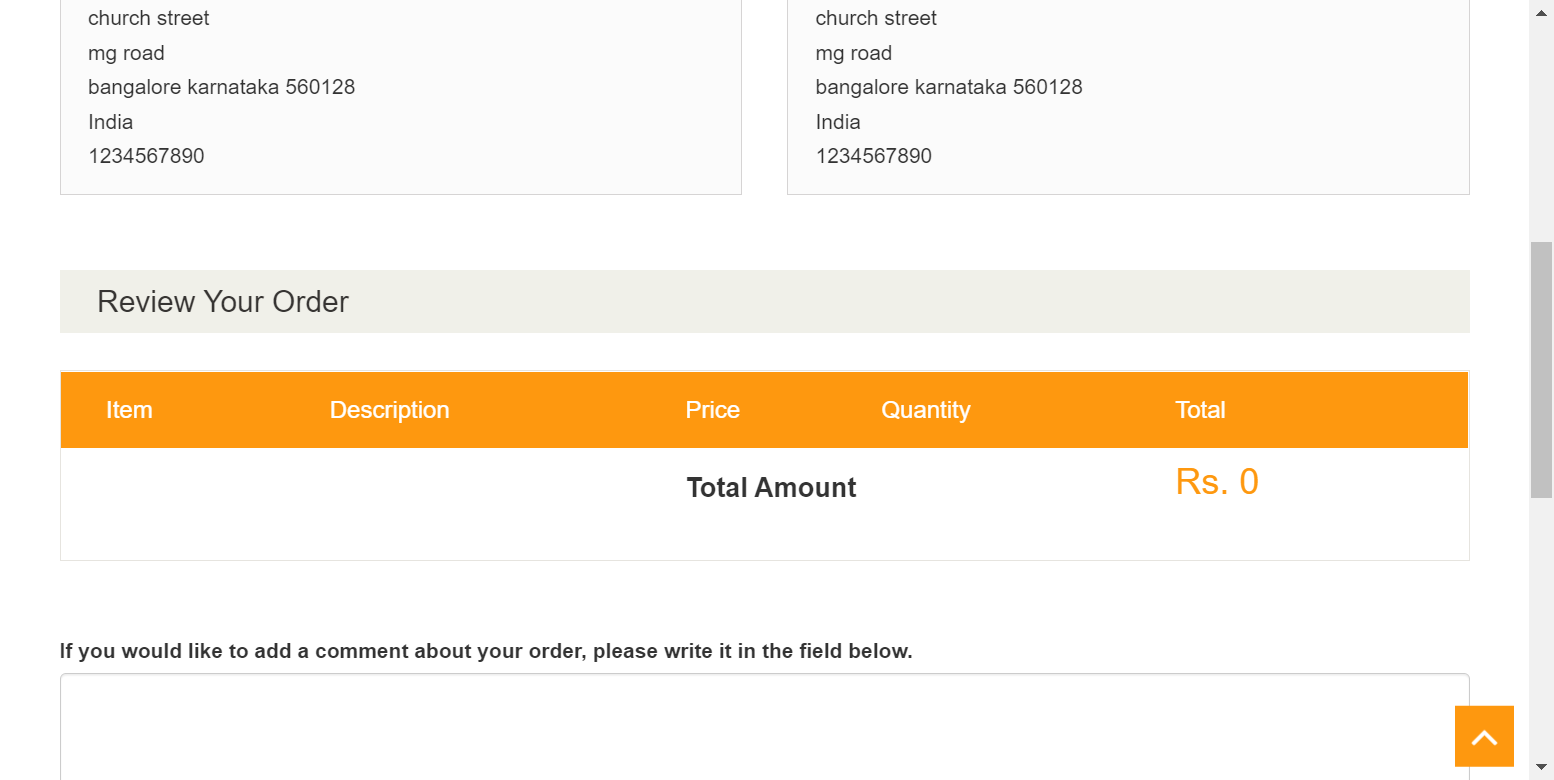 church street
mg road
bangalore karnataka 560128
India
1234567890
church street
mg road
bangalore karnataka 560128
India
1234567890
Review Your Order
Item Description Price Quantity Total
Total Amount Rs. 0
If you would like to add a comment about your order, please write it in the field below.